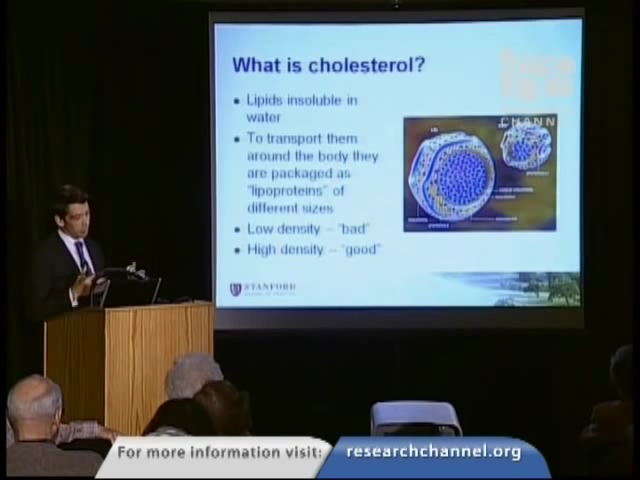 What is cholesterol?
CHANN
• Lipids insoluble in
water
• To transport them
around the body they
are packaged as
"lipoproteins" of
different sizes
• Low density – "bad"
• High density – "good"
STANFORD
For more information visit:
researchchannel.org